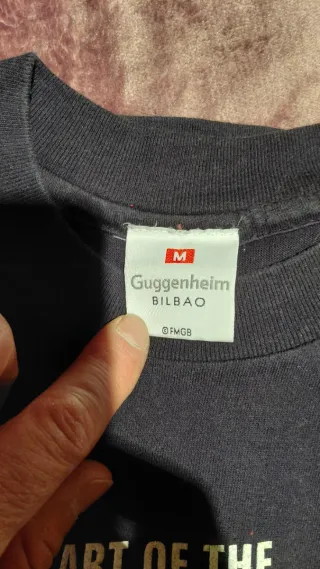 M
Guggenheim
BILBAO
©FMGB
ART OF THE